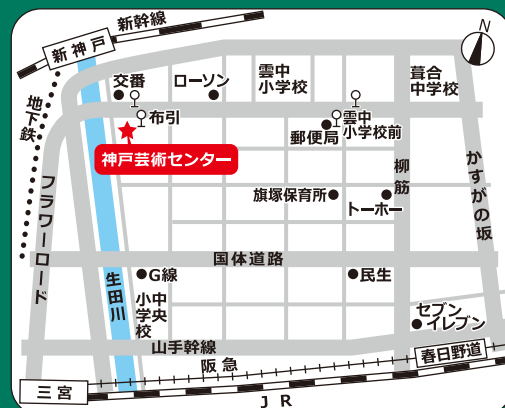 新幹線
新神戸
N
交番
ローソン
雲中
小学校
葺合
中学校
地下鉄
布引
郵便局
雲中
小学校前
神戸芸術センター
柳筋
かすがの坂
フラワーロード
旗塚保育所
トーホー
国体道路
生田川
G線
民生
中央
小学校
セブン
イレブン
山手幹線
阪急
春日野道
三宮
JR